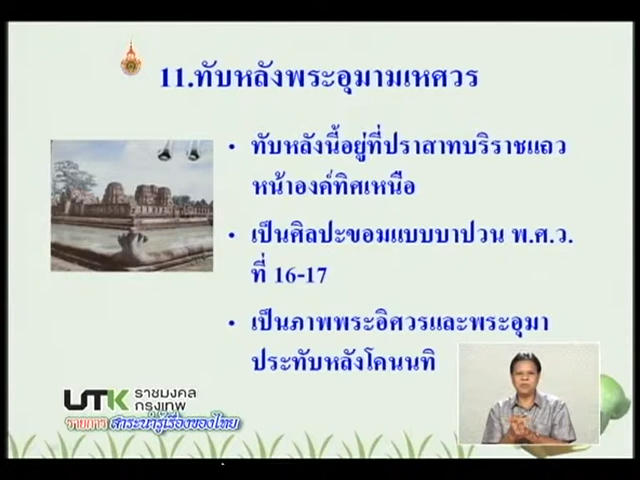 11.ทับหลังพระอุมามเหศวร
• ทับหลังนี้อยู่ที่ปราสาทบริราชแถว
หน้าองค์ทิศเหนือ
• เป็นศิลปะขอมแบบบาปวน พ.ศ.ว.
ที่ 16-17
• เป็นภาพพระอิศวรและพระอุมา
ประทับหลังโคนนทิ
UTK ราชมงคล
กรุงเทพ
รายการ สาระน่ารู้เรื่องของไทย